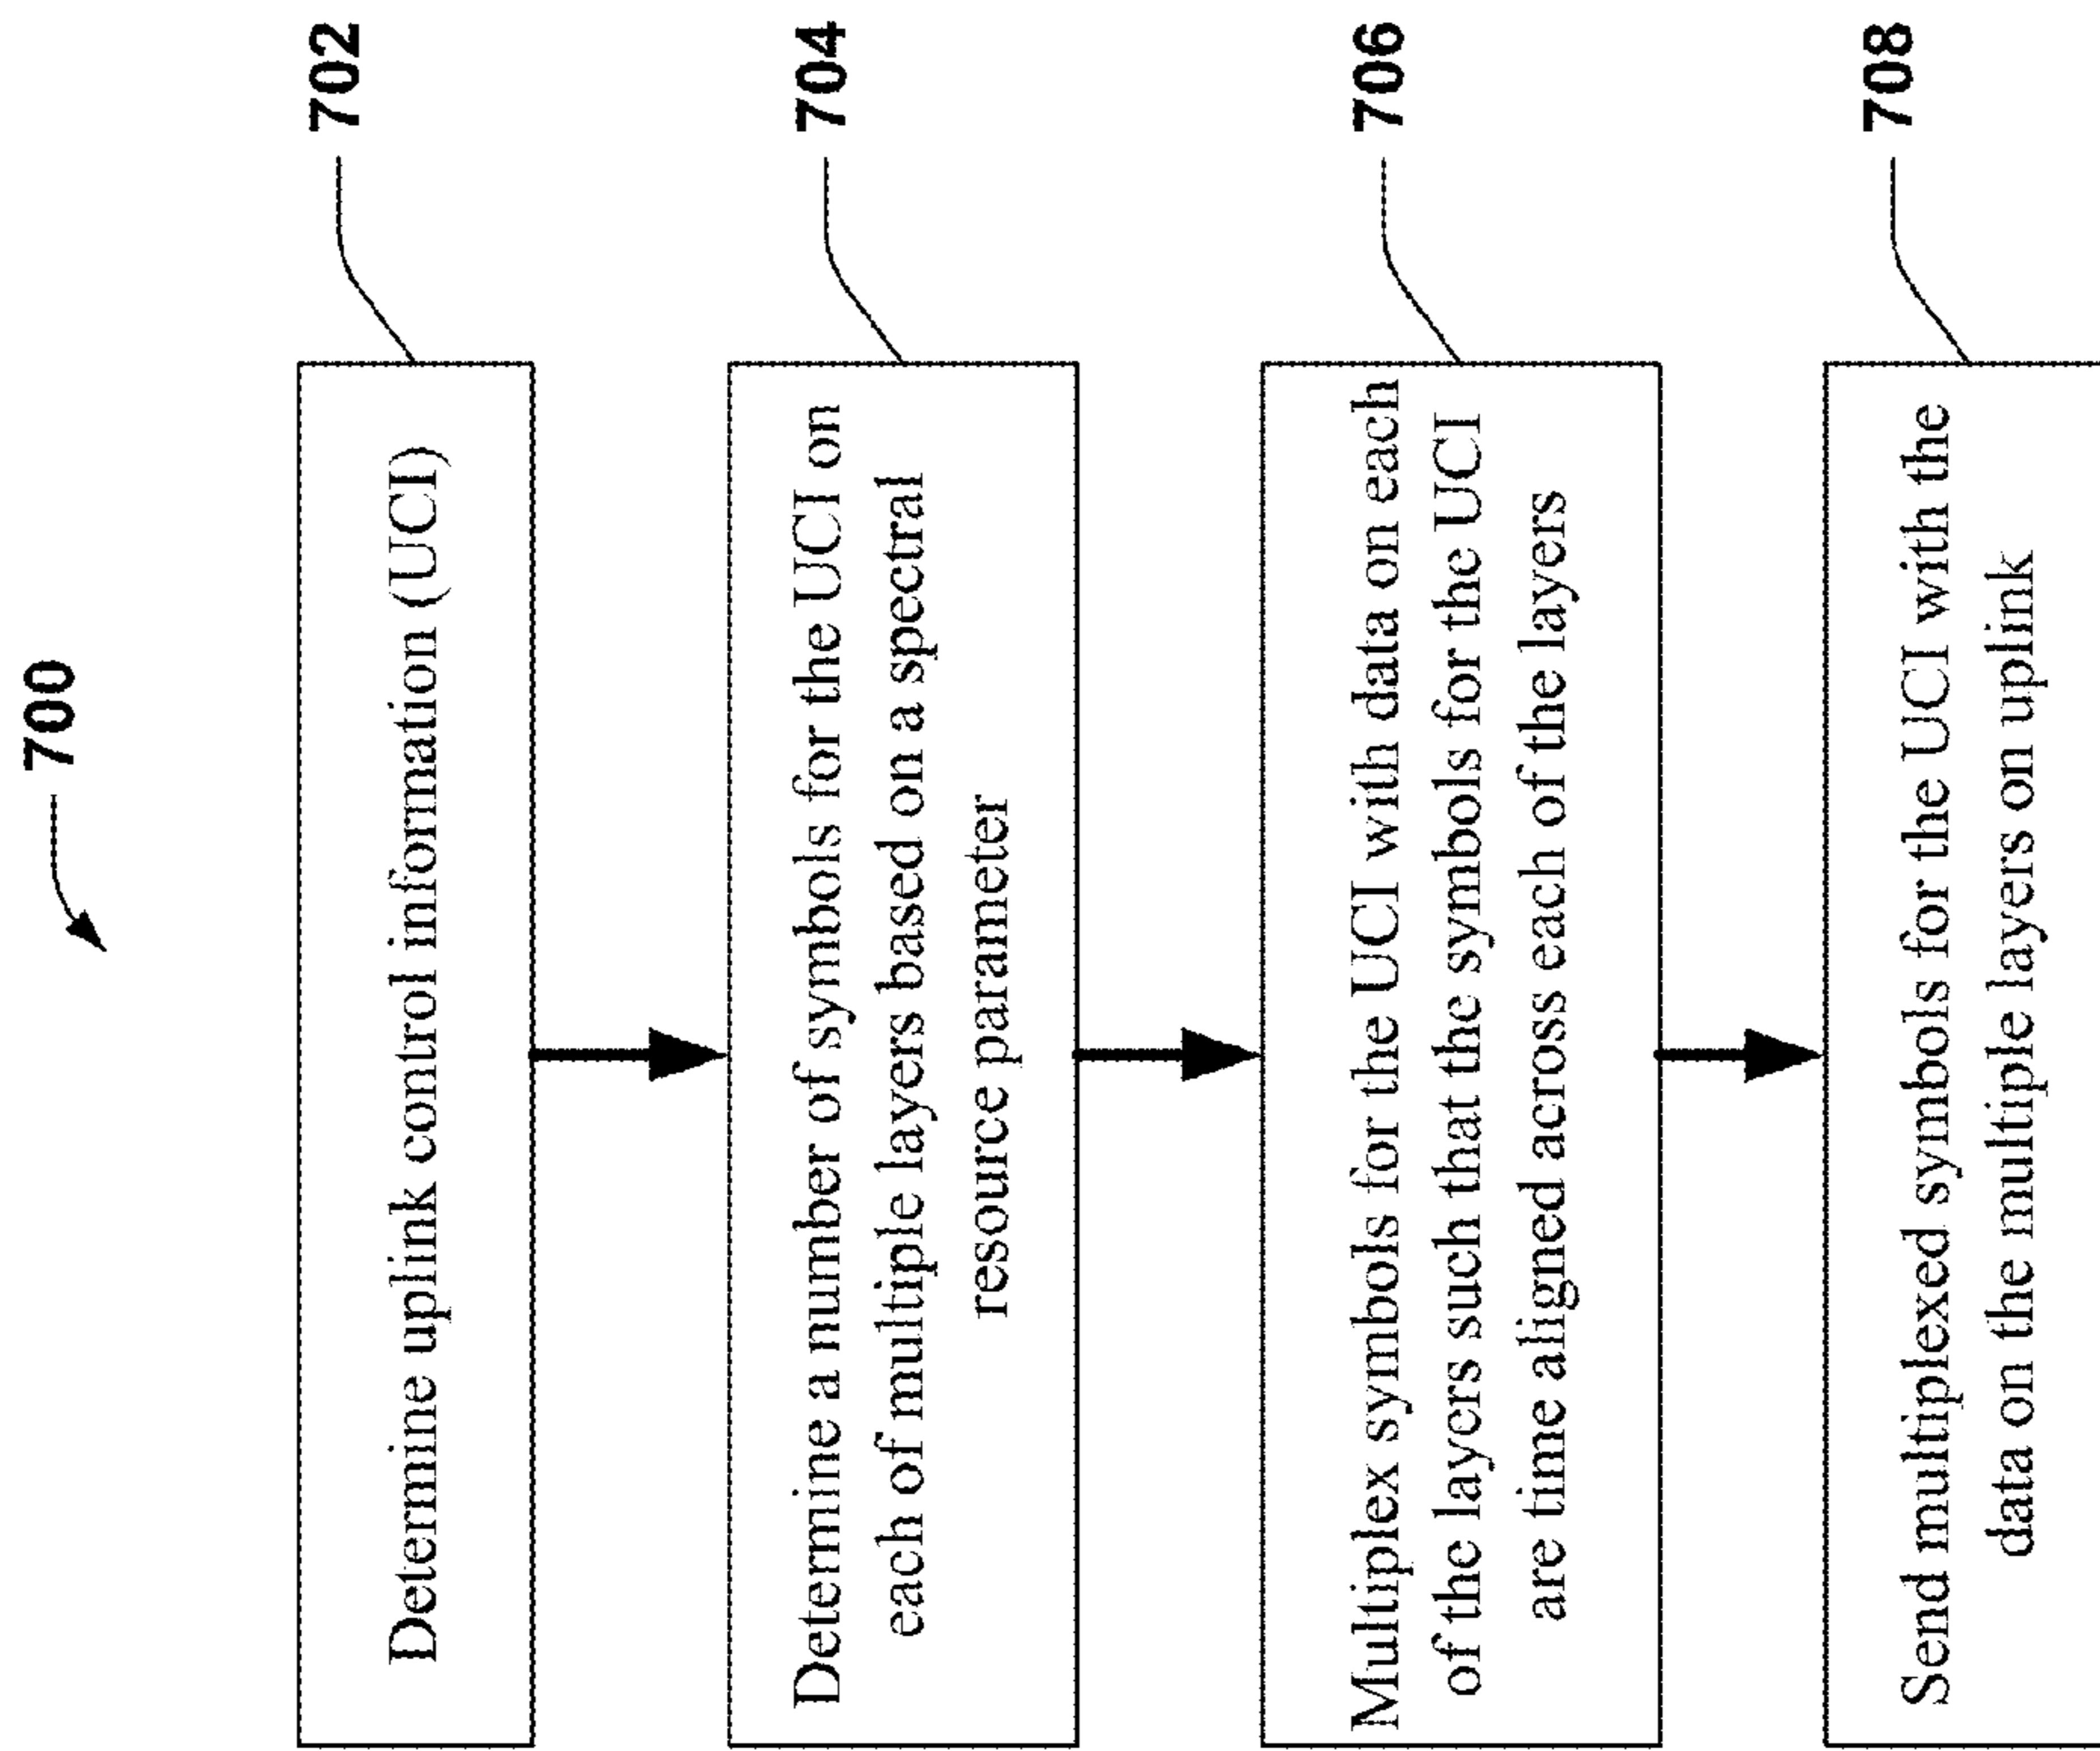 700
702
Determine uplink control information (UCI)
704
Determine a number of symbols for the UCI on
each of multiple layers based on a spectral
resource parameter
706
Multiplex symbols for the UCI with data on each
of the layers such that the symbols for the UCI
are time aligned across each of the layers
708
Send multiplexed symbols for the UCI with the
data on the multiple layers on uplink